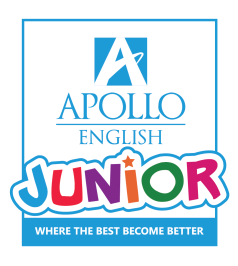 APOLLO
ENGLISH
JUNIOR
WHERE THE BEST BECOME BETTER